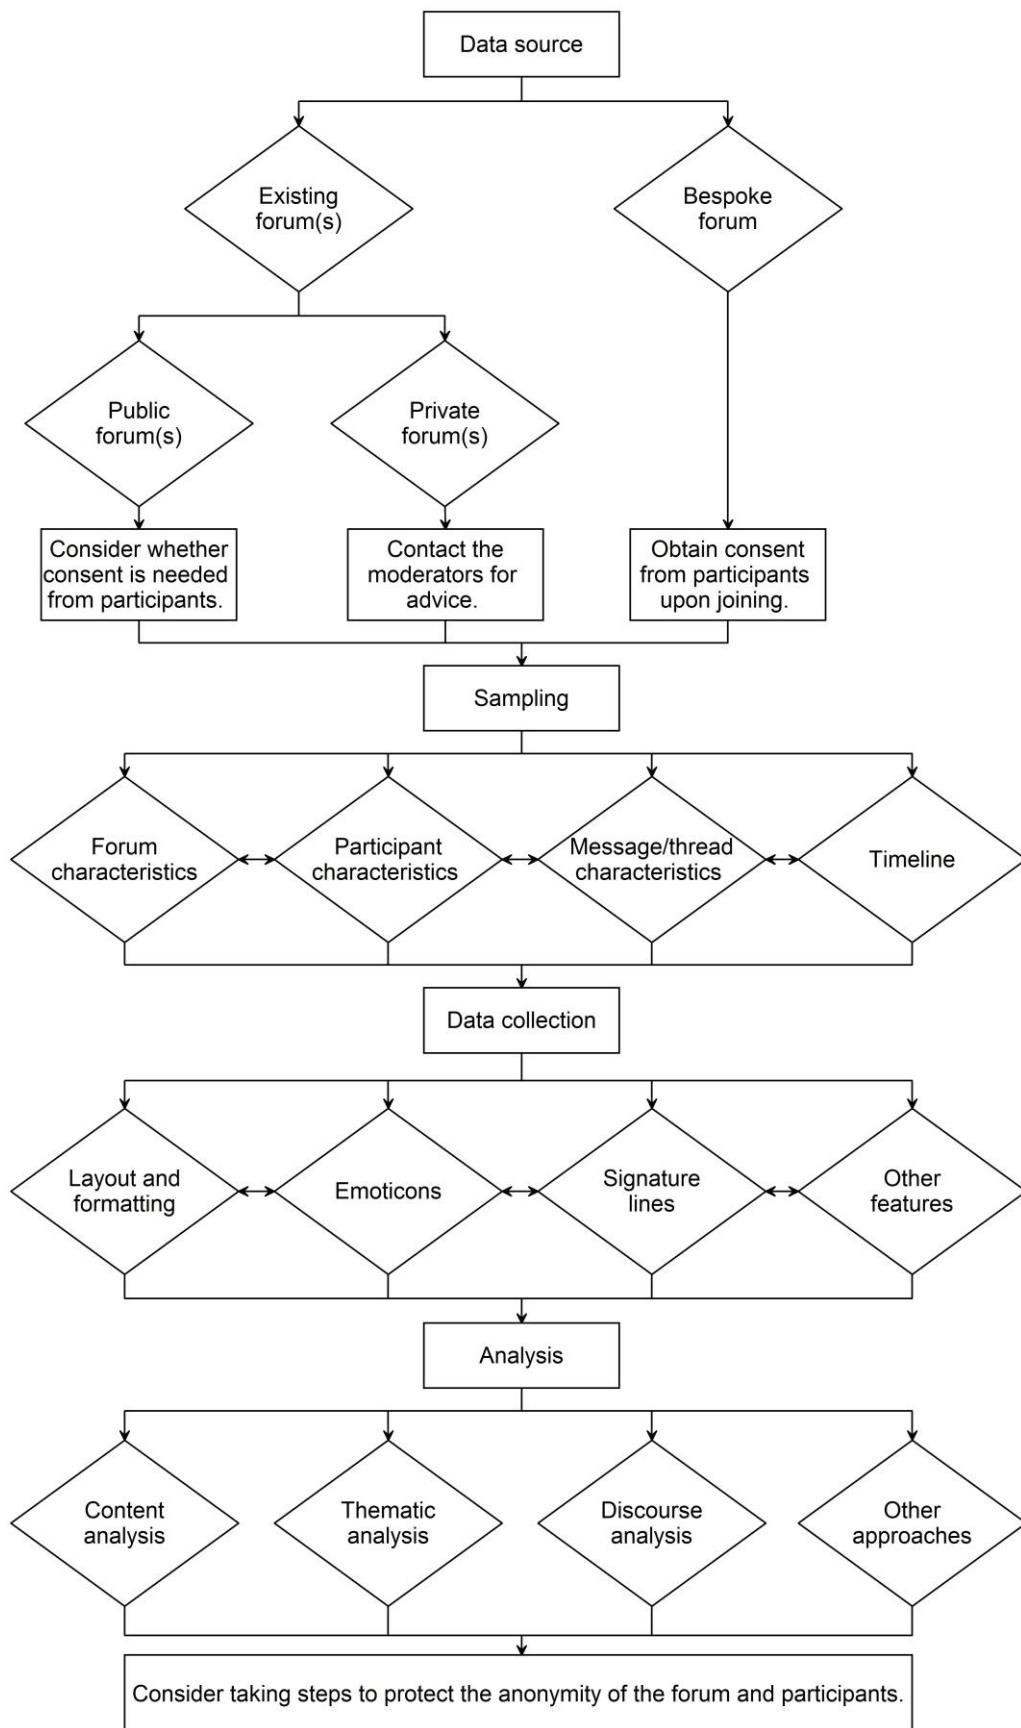 Data source
Existing
forum(s)
Bespoke
forum
Public
forum(s)
Private
forum(s)
Consider whether
consent is needed
from participants.
Contact the
moderators for
advice.
Obtain consent
from participants
upon joining.
Sampling
Forum
characteristics
Participant
characteristics
Message/thread
characteristics
Timeline
Data collection
Layout and
formatting
Emoticons
Signature
lines
Other
features
Analysis
Content
analysis
Thematic
analysis
Discourse
analysis
Other
approaches
Consider taking steps to protect the anonymity of the forum and participants.